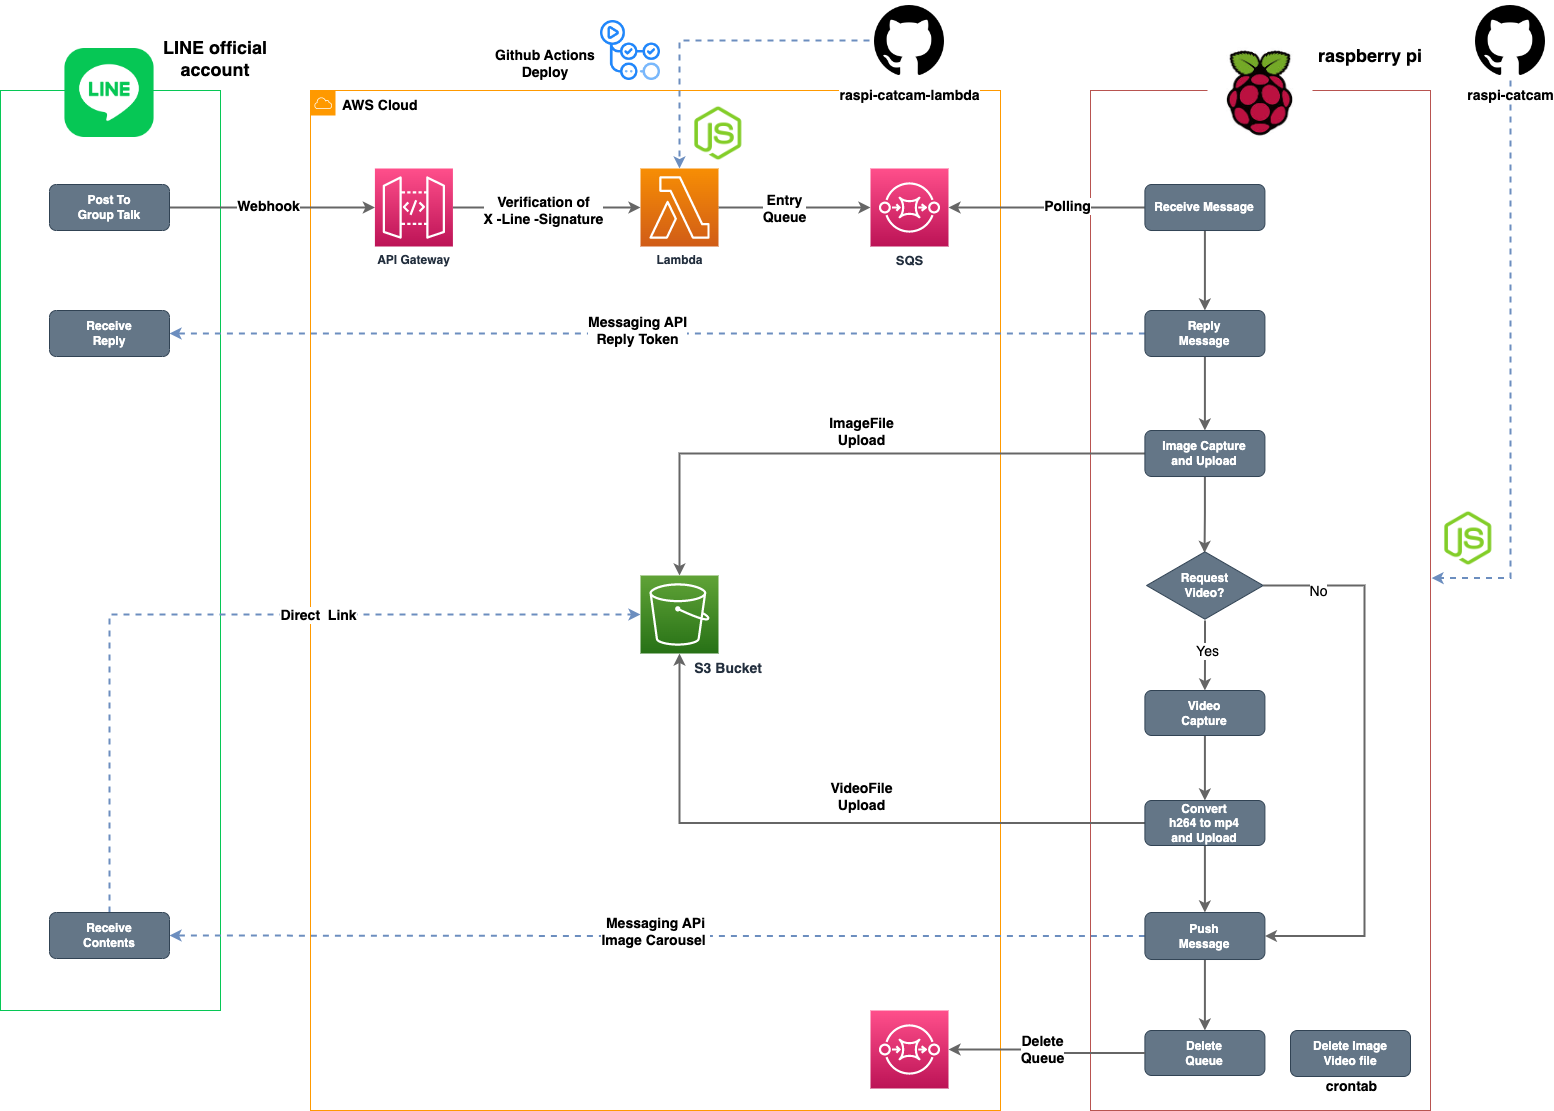 LINE official
account
LINE
Github Actions
Deploy
raspberry pi
raspi-catcam-lambda
raspi-catcam
AWS Cloud
JS
Post To
Group Talk
Webhook
</>
API Gateway
Verification of
X -Line -Signature
Lambda
Entry
Queue
SQS
Polling
Receive Message
Receive
Reply
Messaging API
Reply Token
Reply
Message
ImageFile
Upload
Image Capture
and Upload
JS
Request
Video?
No
Yes
Direct Link
S3 Bucket
Video
Capture
VideoFile
Upload
Convert
h264 to mp4
and Upload
Receive
Contents
Messaging APi
Image Carousel
Push
Message
Delete
Queue
Delete
Queue
Delete Image
Video file
crontab